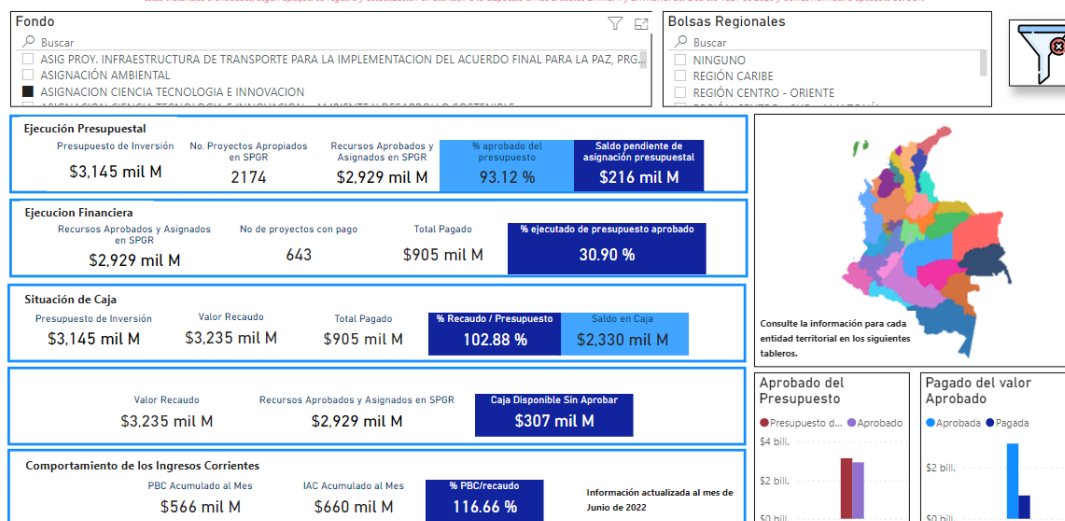 Fondo
Buscar
ASIG PROY. INFRAESTRUCTURA DE TRANSPORTE PARA LA IMPLEMENTACION DEL ACUERDO FINAL PARA LA PAZ, PRG...
ASIGNACIÓN AMBIENTAL
ASIGNACION CIENCIA TECNOLOGIA E INNOVACION
Bolsas Regionales
Buscar
NINGUNO
REGIÓN CARIBE
REGIÓN CENTRO - ORIENTE
Ejecución Presupuestal
Presupuesto de Inversión
$3,145 mil M
No. Proyectos Apropiados
en SPGR
2174
Recursos Aprobados y
Asignados en SPGR
$2,929 mil M
% aprobado del
presupuesto
93.12 %
Saldo pendiente de
asignación presupuestal
$216 mil M
Ejecucion Financiera
Recursos Aprobados y Asignados
en SPGR
$2,929 mil M
No de proyectos con pago
643
Total Pagado
$905 mil M
% ejecutado de presupuesto aprobado
30.90 %
Situación de Caja
Presupuesto de Inversión
$3,145 mil M
Valor Recaudo
$3,235 mil M
Total Pagado
$905 mil M
% Recaudo / Presupuesto
102.88 %
Saldo en Caja
$2,330 mil M
Valor Recaudo
$3,235 mil M
Recursos Aprobados y Asignados en SPGR
$2,929 mil M
Caja Disponible Sin Aprobar
$307 mil M
Comportamiento de los Ingresos Corrientes
PBC Acumulado al Mes
$566 mil M
IAC Acumulado al Mes
$660 mil M
% PBC/recaudo
116.66 %
Información actualizada al mes de
Junio de 2022
Consulte la información para cada
entidad territorial en los siguientes
tableros.
Aprobado del
Presupuesto
Presupuesto d... Aprobado
$4 bill.
$2 bill.
$0 bill.
Pagado del valor
Aprobado
Aprobada Pagada
$2 bill.
$0 bill.